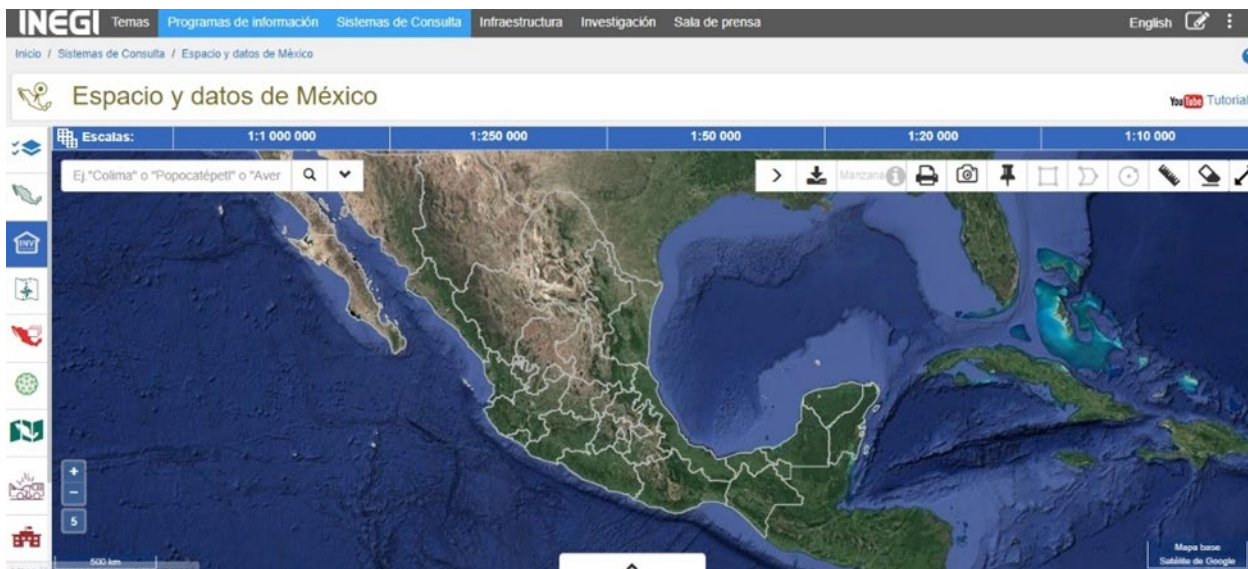 INEGI Temas Programas de información Sistemas de Consulta Infraestructura Investigación Sala de prensa English
Inicio / Sistemas de Consulta / Espacio y datos de México
Espacio y datos de México
YouTube Tutorial
Escalas: 1:1 000 000 1:250 000 1:50 000 1:20 000 1:10 000
Ej."Colima" o "Popocatépetl" o "Aver
Manzana
INV
+
−
5
500 km
Mapa base
Satélite de Google